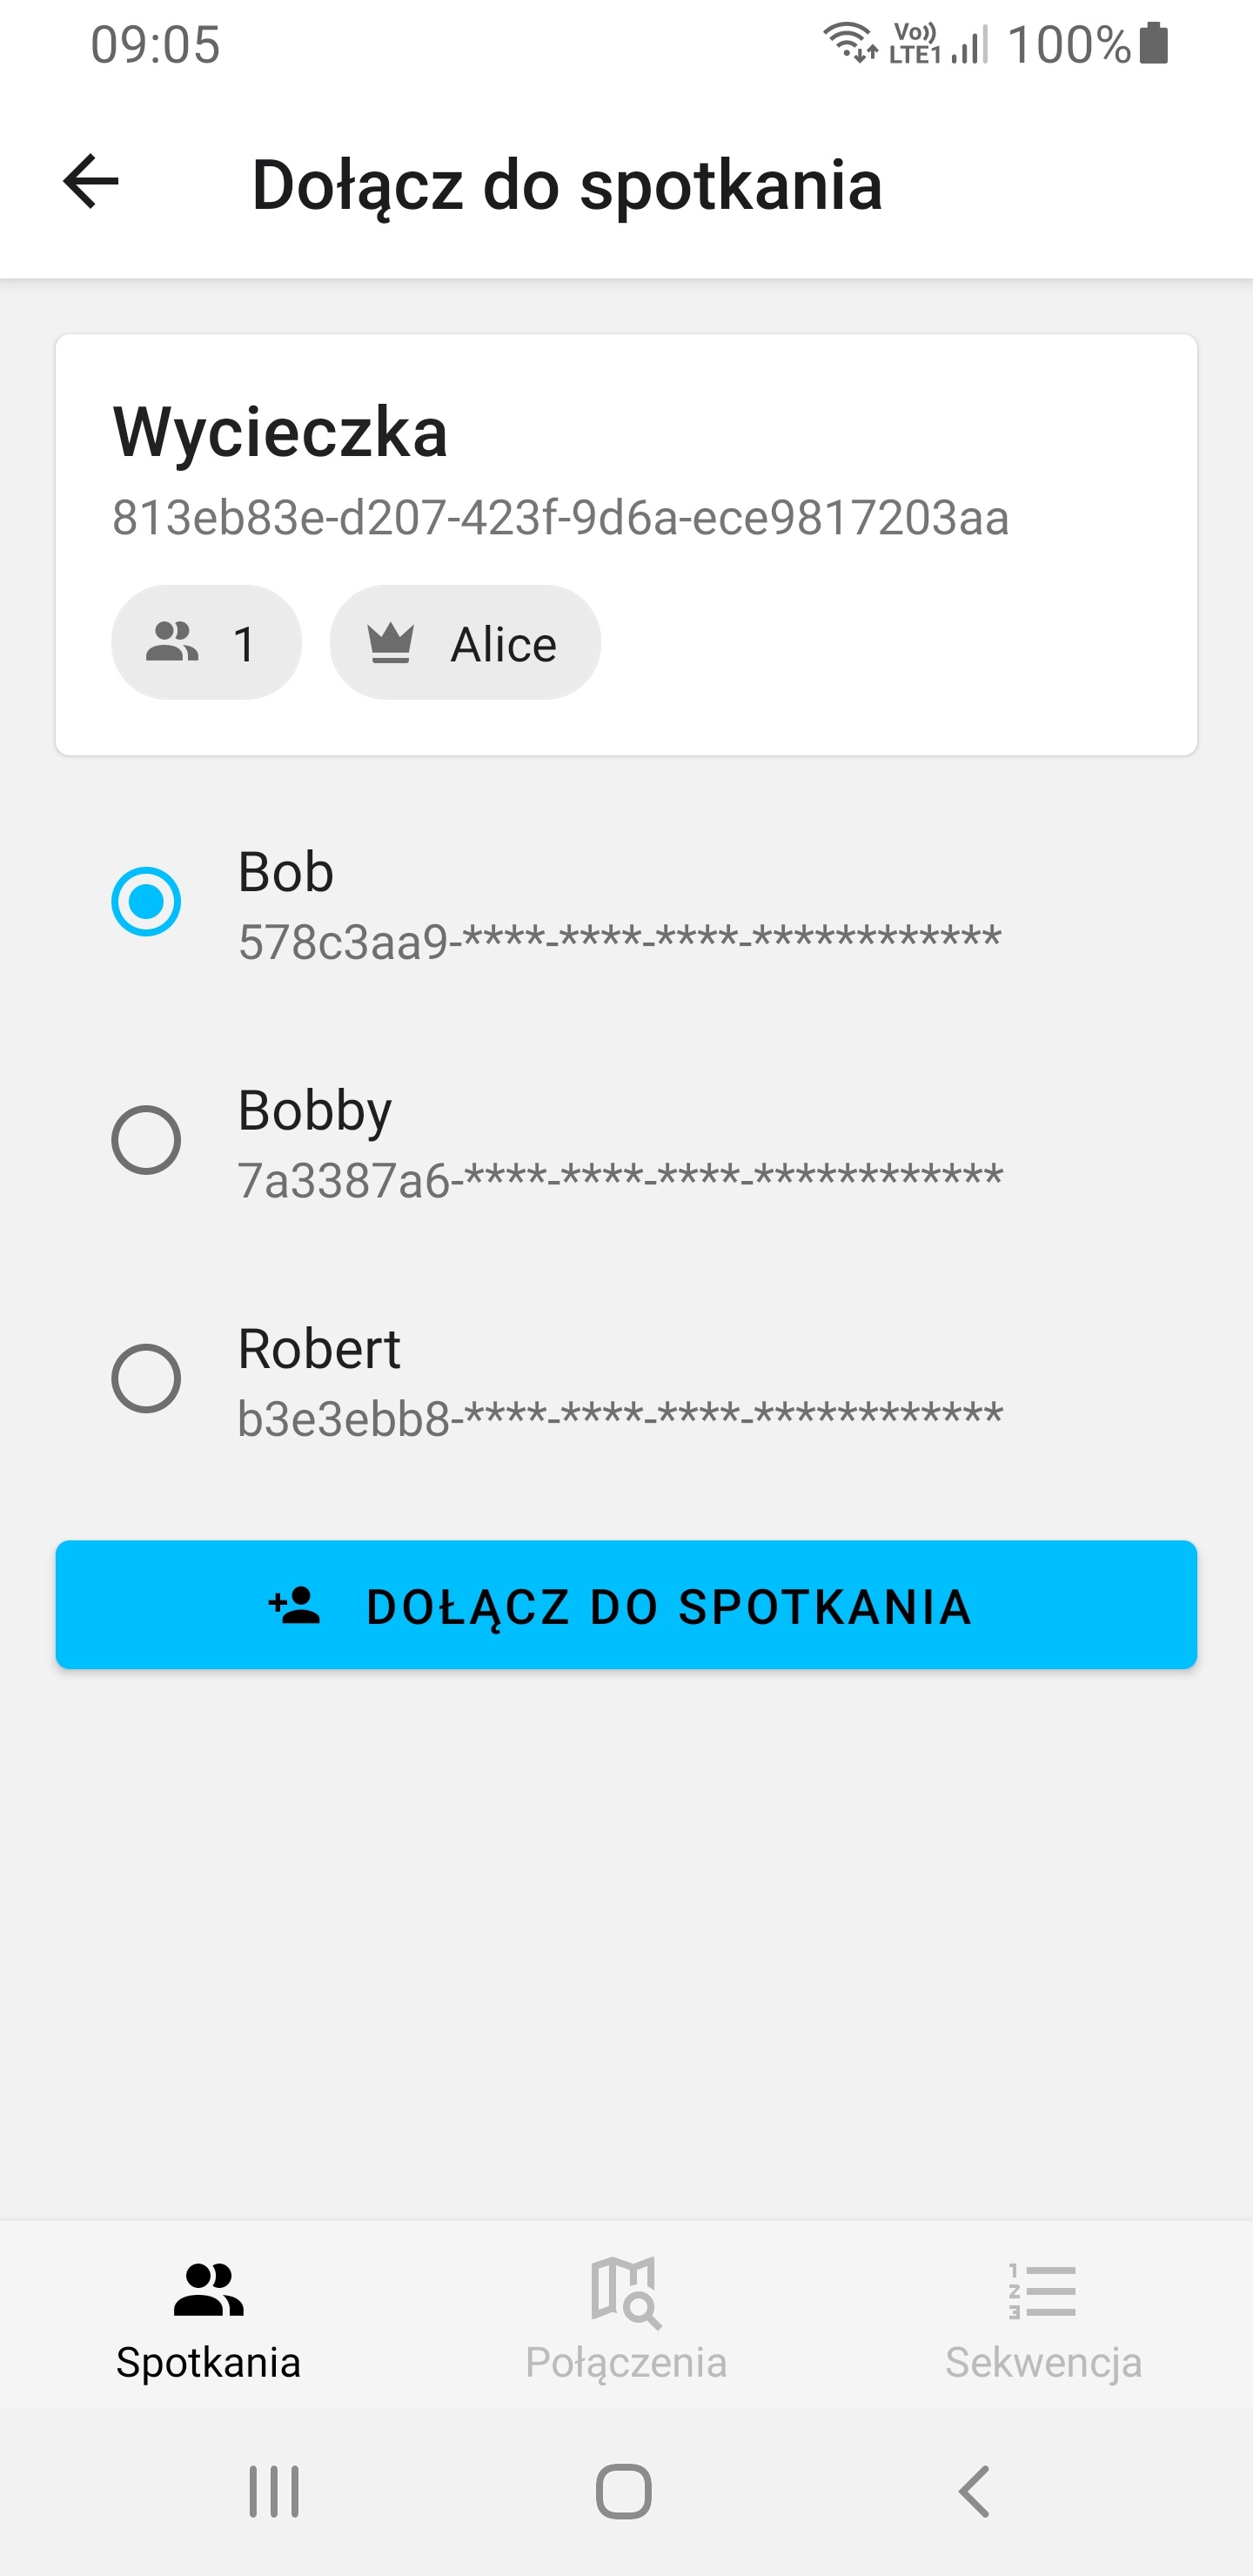 09:05 Vo)) LTE1 100%
Dołącz do spotkania
Wycieczka
813eb83e-d207-423f-9d6a-ece9817203aa
1 Alice
Bob
578c3aa9-****-****-****-************
Bobby
7a3387a6-****-****-****-************
Robert
b3e3ebb8-****-****-****-************
DOŁĄCZ DO SPOTKANIA
Spotkania Połączenia Sekwencja